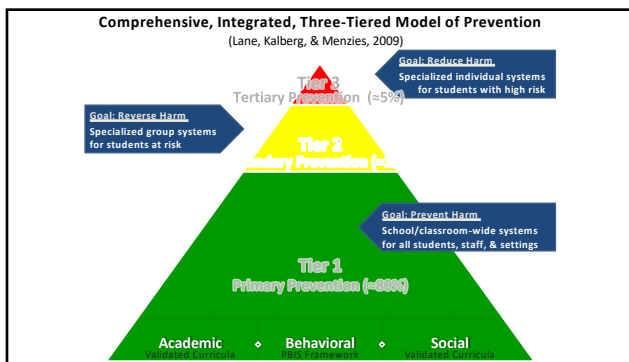 Comprehensive, Integrated, Three-Tiered Model of Prevention
(Lane, Kalberg, & Menzies, 2009)
Goal: Reduce Harm
Specialized individual systems
for students with high risk
Tier 3
Tertiary Prevention (≈5%)
Goal: Reverse Harm
Specialized group systems
for students at risk
Tier 2
Prevention
Goal: Prevent Harm
School/classroom-wide systems
for all students, staff, & settings
Tier 1
Primary Prevention (≈80%)
Academic ◊ Behavioral ◊ Social
Validated Curricula PBIS Framework Validated Curricula